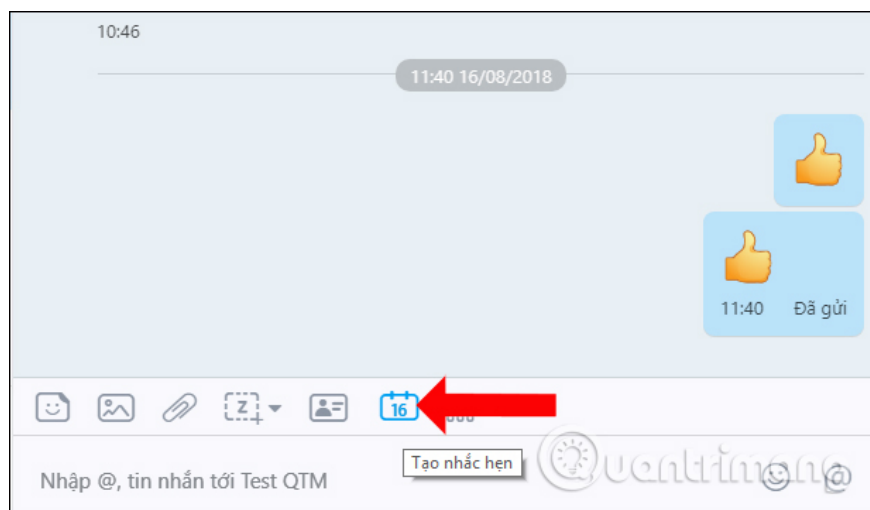 10:46
11:40 16/08/2018
11:40 Đã gửi
Z
16
Tạo nhắc hẹn
Nhập @, tin nhắn tới Test QTM
Quantrimang
@